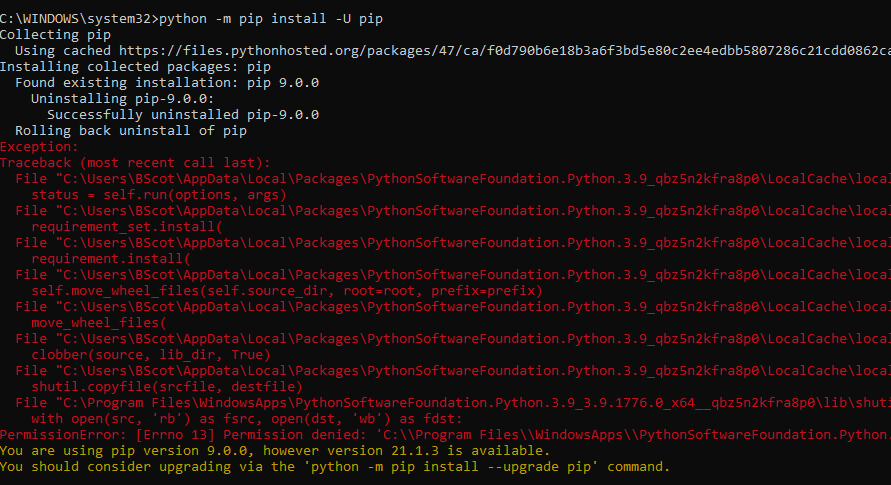 C:\WINDOWS\system32>python -m pip install -U pip
Collecting pip
  Using cached https://files.pythonhosted.org/packages/47/ca/f0d790b6e18b3a6f3bd5e80c2ee4edbb5807286c21cdd0862ca
Installing collected packages: pip
  Found existing installation: pip 9.0.0
    Uninstalling pip-9.0.0:
      Successfully uninstalled pip-9.0.0
  Rolling back uninstall of pip
Exception:
Traceback (most recent call last):
  File "C:\Users\BScot\AppData\Local\Packages\PythonSoftwareFoundation.Python.3.9_qbz5n2kfra8p0\LocalCache\local
    status = self.run(options, args)
  File "C:\Users\BScot\AppData\Local\Packages\PythonSoftwareFoundation.Python.3.9_qbz5n2kfra8p0\LocalCache\local
    requirement_set.install(
  File "C:\Users\BScot\AppData\Local\Packages\PythonSoftwareFoundation.Python.3.9_qbz5n2kfra8p0\LocalCache\local
    requirement.install(
  File "C:\Users\BScot\AppData\Local\Packages\PythonSoftwareFoundation.Python.3.9_qbz5n2kfra8p0\LocalCache\local
    self.move_wheel_files(self.source_dir, root=root, prefix=prefix)
  File "C:\Users\BScot\AppData\Local\Packages\PythonSoftwareFoundation.Python.3.9_qbz5n2kfra8p0\LocalCache\local
    move_wheel_files(
  File "C:\Users\BScot\AppData\Local\Packages\PythonSoftwareFoundation.Python.3.9_qbz5n2kfra8p0\LocalCache\local
    clobber(source, lib_dir, True)
  File "C:\Users\BScot\AppData\Local\Packages\PythonSoftwareFoundation.Python.3.9_qbz5n2kfra8p0\LocalCache\local
    shutil.copyfile(srcfile, destfile)
  File "C:\Program Files\WindowsApps\PythonSoftwareFoundation.Python.3.9_3.9.1776.0_x64__qbz5n2kfra8p0\lib\shuti
    with open(src, 'rb') as fsrc, open(dst, 'wb') as fdst:
PermissionError: [Errno 13] Permission denied: 'C:\\Program Files\\WindowsApps\\PythonSoftwareFoundation.Python.
You are using pip version 9.0.0, however version 21.1.3 is available.
You should consider upgrading via the 'python -m pip install --upgrade pip' command.